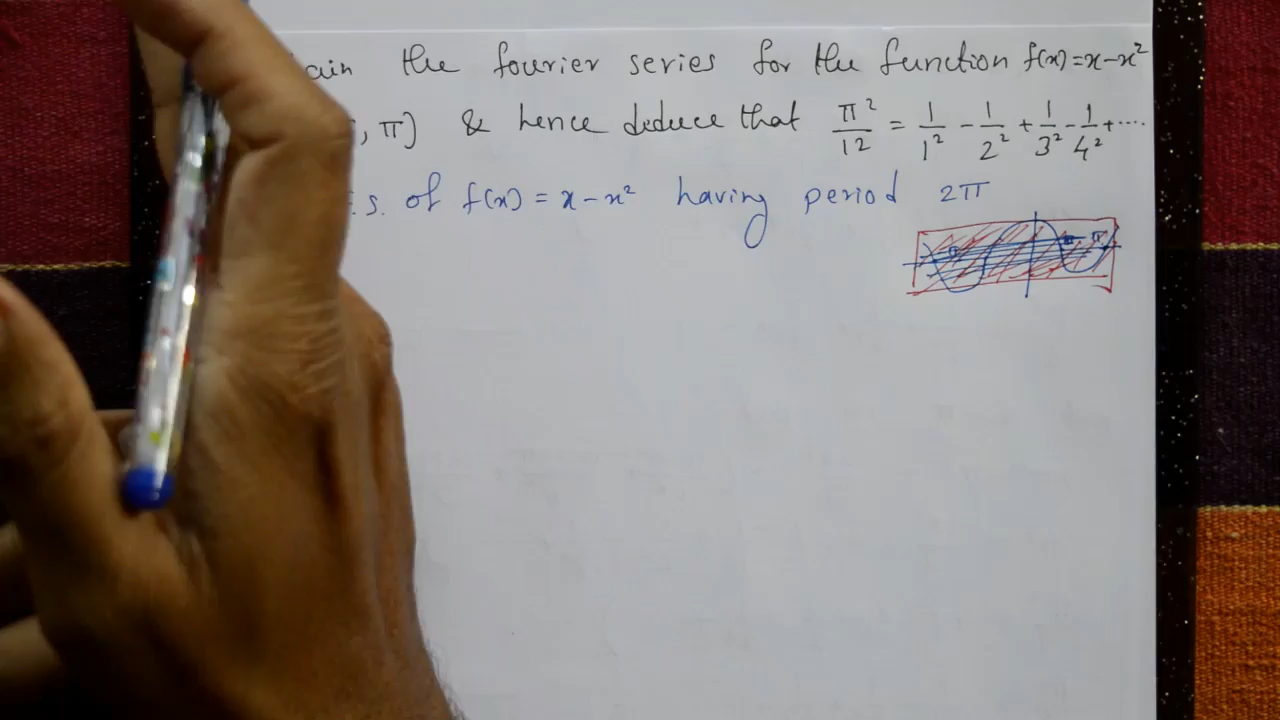 ain the fourier series for the function f(x)=x-x²
, π] & hence deduce that π²/12 = 1/1² - 1/2² + 1/3² - 1/4² + ....
.s. of f(x) = x-x² having period 2π